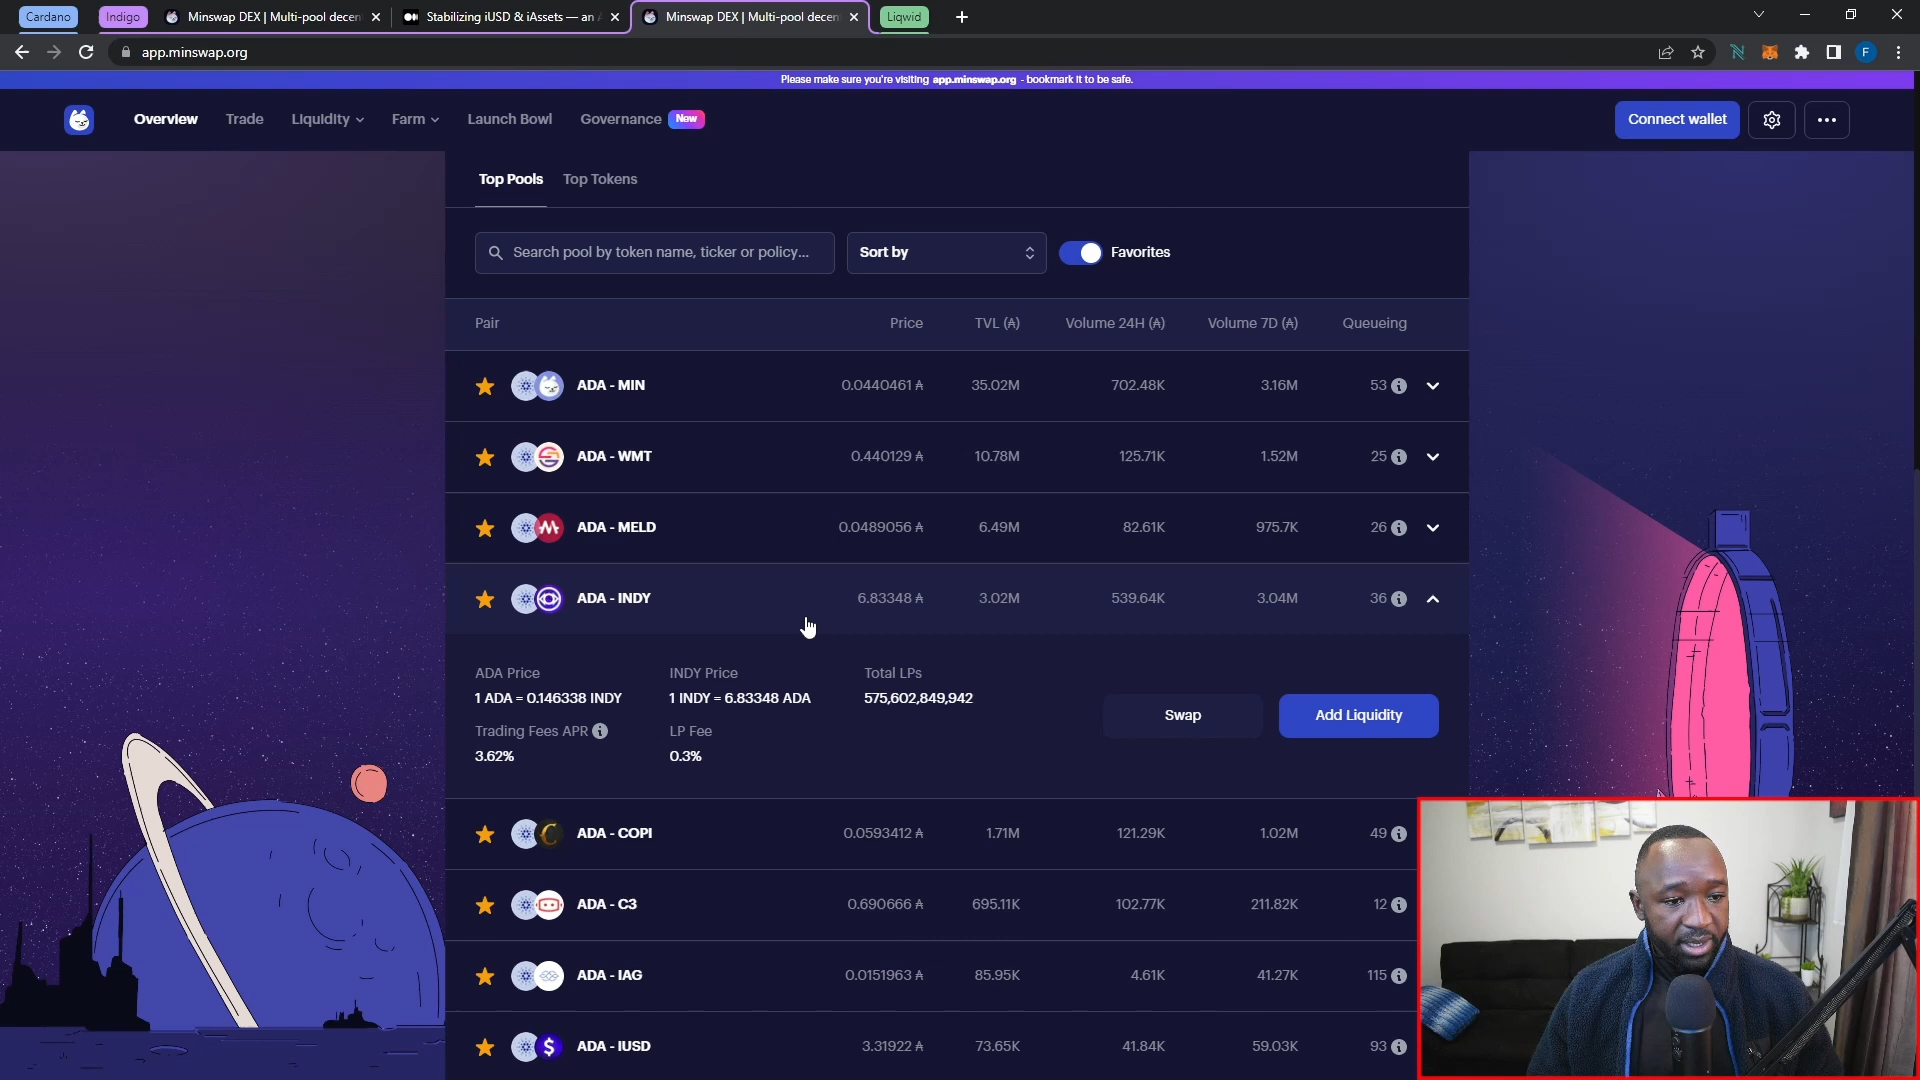 Cardano
Indigo
Minswap DEX | Multi-pool decen
Stabilizing iUSD & iAssets — an
Minswap DEX | Multi-pool decen
Liqwid
app.minswap.org
F
Please make sure you're visiting app.minswap.org - bookmark it to be safe.
Overview
Trade
Liquidity
Farm
Launch Bowl
Governance New
Connect wallet
Top Pools
Top Tokens
Search pool by token name, ticker or policy...
Sort by
Favorites
Pair Price TVL (₳) Volume 24H (₳) Volume 7D (₳) Queueing
ADA - MIN 0.0440461 ₳ 35.02M 702.48K 3.16M 53
ADA - WMT 0.440129 ₳ 10.78M 125.71K 1.52M 25
ADA - MELD 0.0489056 ₳ 6.49M 82.61K 975.7K 26
ADA - INDY 6.83348 ₳ 3.02M 539.64K 3.04M 36
ADA Price INDY Price Total LPs
1 ADA = 0.146338 INDY 1 INDY = 6.83348 ADA 575,602,849,942
Trading Fees APR LP Fee
3.62% 0.3%
Swap
Add Liquidity
ADA - COPI 0.0593412 ₳ 1.71M 121.29K 1.02M 49
ADA - C3 0.690666 ₳ 695.11K 102.77K 211.82K 12
ADA - IAG 0.0151963 ₳ 85.95K 4.61K 41.27K 115
ADA - IUSD 3.31922 ₳ 73.65K 41.84K 59.03K 93